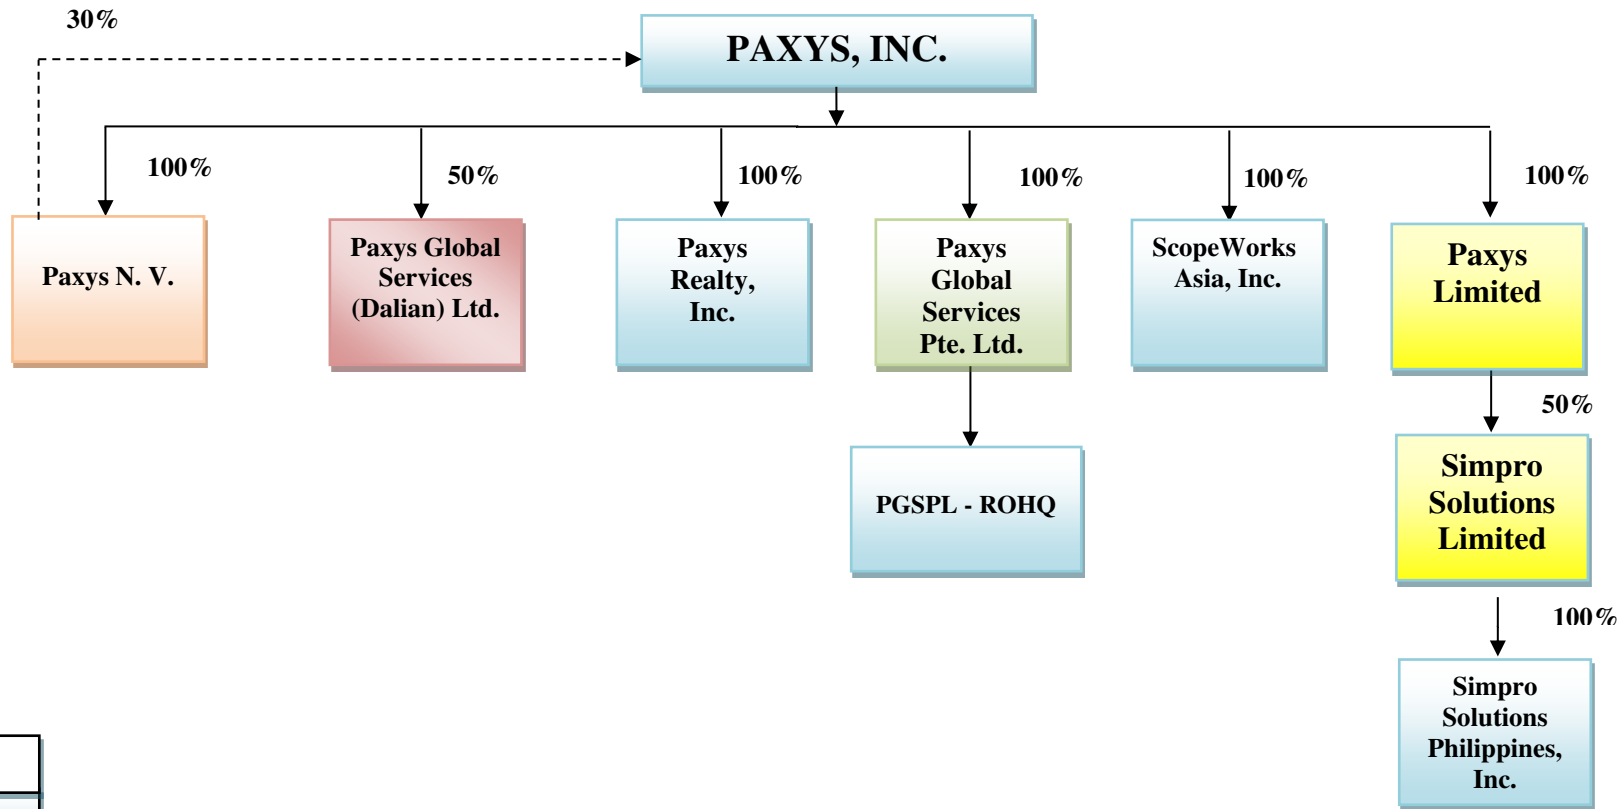 30%
PAXYS, INC.
100%
50%
100%
100%
100%
100%
Paxys N. V.
Paxys Global
Services
(Dalian) Ltd.
Paxys
Realty,
Inc.
Paxys
Global
Services
Pte. Ltd.
ScopeWorks
Asia, Inc.
Paxys
Limited
50%
PGSPL - ROHQ
Simpro
Solutions
Limited
100%
Simpro
Solutions
Philippines,
Inc.